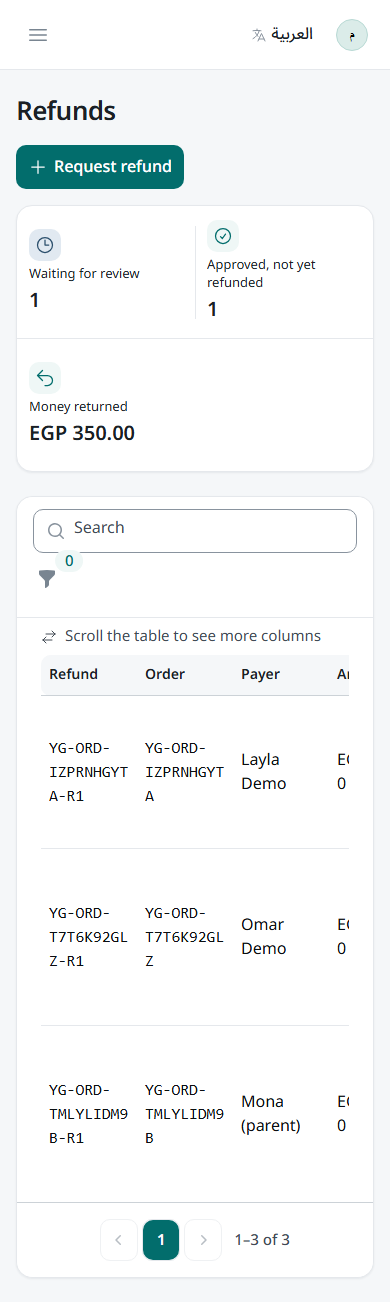 العربية
م
Refunds
Request refund
Waiting for review
1
Approved, not yet
refunded
1
Money returned
EGP 350.00
Search
0
Scroll the table to see more columns
Refund Order Payer
YG-ORD-
IZPRNHGYT
A-R1
YG-ORD-
IZPRNHGYT
A
Layla
Demo
0
YG-ORD-
T7T6K92GL
Z-R1
YG-ORD-
T7T6K92GL
Z
Omar
Demo
0
YG-ORD-
TMLYLIDM9
B-R1
YG-ORD-
TMLYLIDM9
B
Mona
(parent)
0
1
1–3 of 3